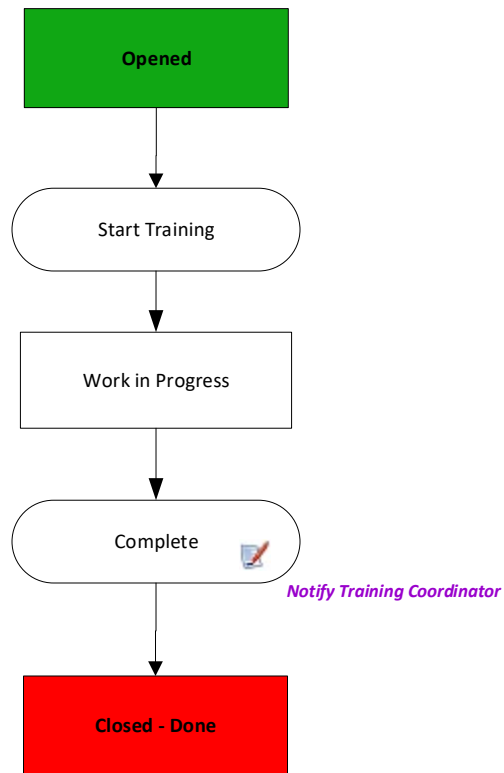 Opened
Start Training
Work in Progress
Complete
Notify Training Coordinator
Closed - Done